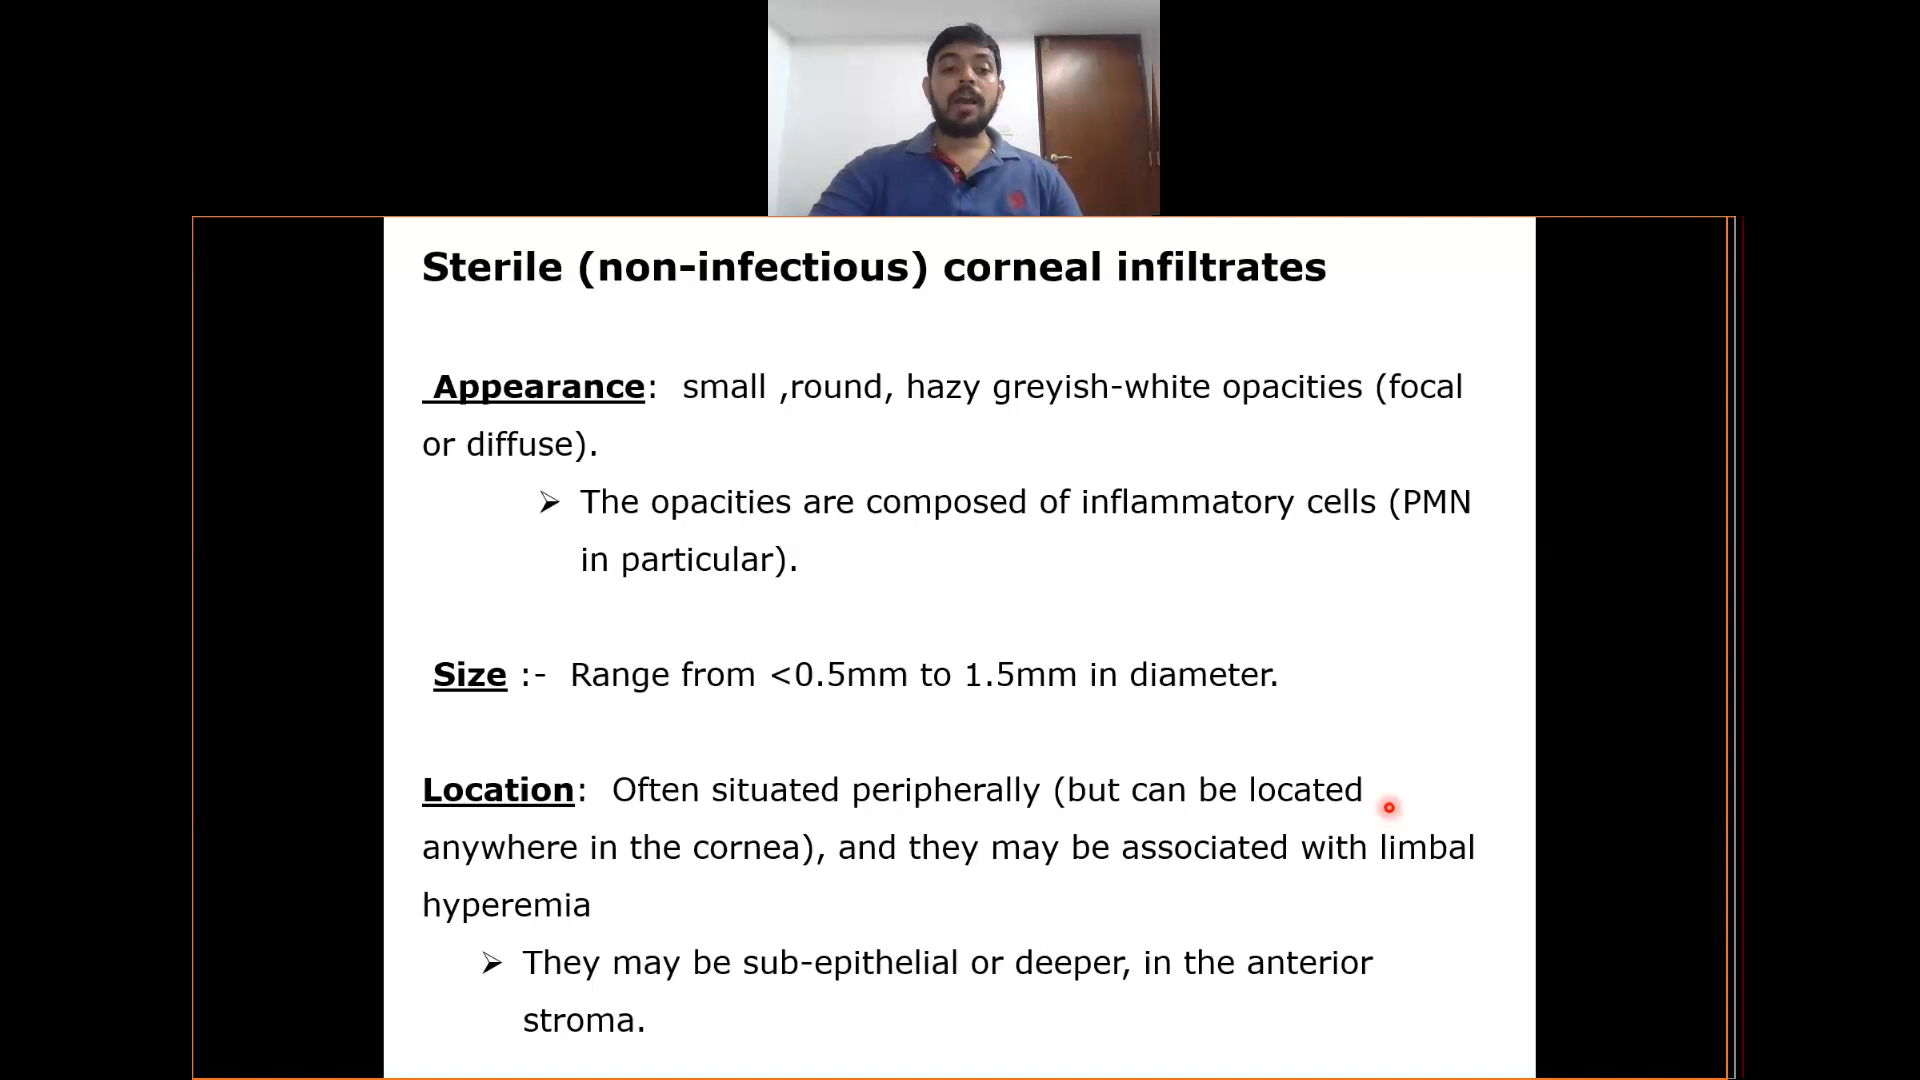 Sterile (non-infectious) corneal infiltrates
Appearance:  small ,round, hazy greyish-white opacities (focal
or diffuse).
➢ The opacities are composed of inflammatory cells (PMN
in particular).
Size :-  Range from <0.5mm to 1.5mm in diameter.
Location:  Often situated peripherally (but can be located
anywhere in the cornea), and they may be associated with limbal
hyperemia
➢ They may be sub-epithelial or deeper, in the anterior
stroma.